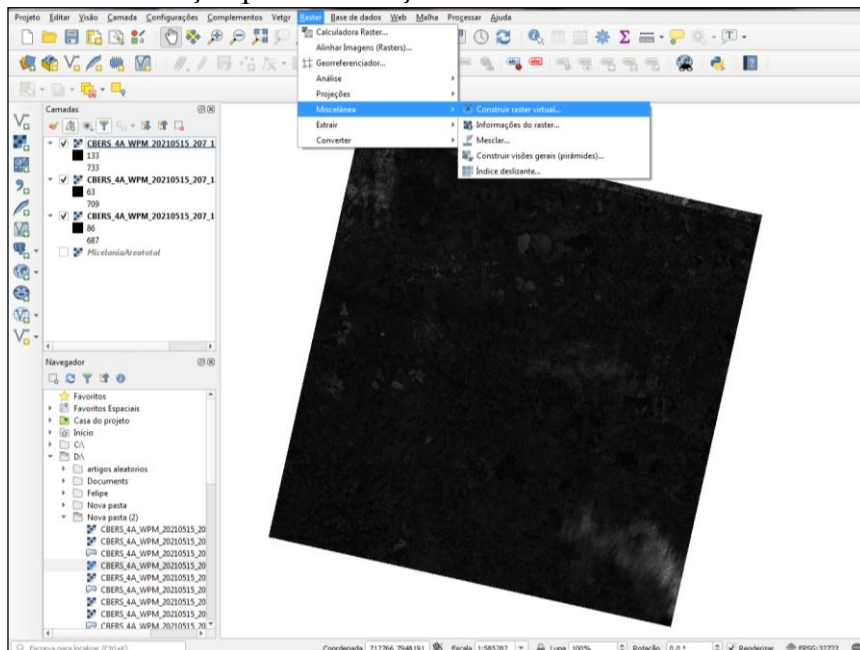 Projeto Editar Visão Camada Configurações Complementos Vetor Raster Base de dados Web Malha Processar Ajuda
Calculadora Raster...
Alinhar Imagens (Rasters)...
Georreferenciador...
Análise
Projeções
Miscelânea
Extrair
Converter
Construir raster virtual...
Informações do raster...
Mesclar...
Construir visões gerais (pirâmides)...
Índice deslizante...
Camadas
CBERS_4A_WPM_20210515_207_1
133
733
CBERS_4A_WPM_20210515_207_1
63
709
CBERS_4A_WPM_20210515_207_1
86
687
MicelaniaAreatotal
Navegador
Favoritos
Favoritos Espaciais
Casa do projeto
Início
C:\
D:\
artigos aleatorios
Documents
Felipe
Nova pasta
Nova pasta (2)
CBERS_4A_WPM_20210515_20
CBERS_4A_WPM_20210515_20
CBERS_4A_WPM_20210515_20
CBERS_4A_WPM_20210515_20
CBERS_4A_WPM_20210515_20
CBERS_4A_WPM_20210515_20
CBERS_4A_WPM_20210515_20
CBERS_4A_WPM_20210515_20
CBERS_4A_WPM_20210515_20
Coordenada 717766,7948191 Escala 1:585282 Lupa 100% Rotação 0,0 ° Renderizar EPSG:32722